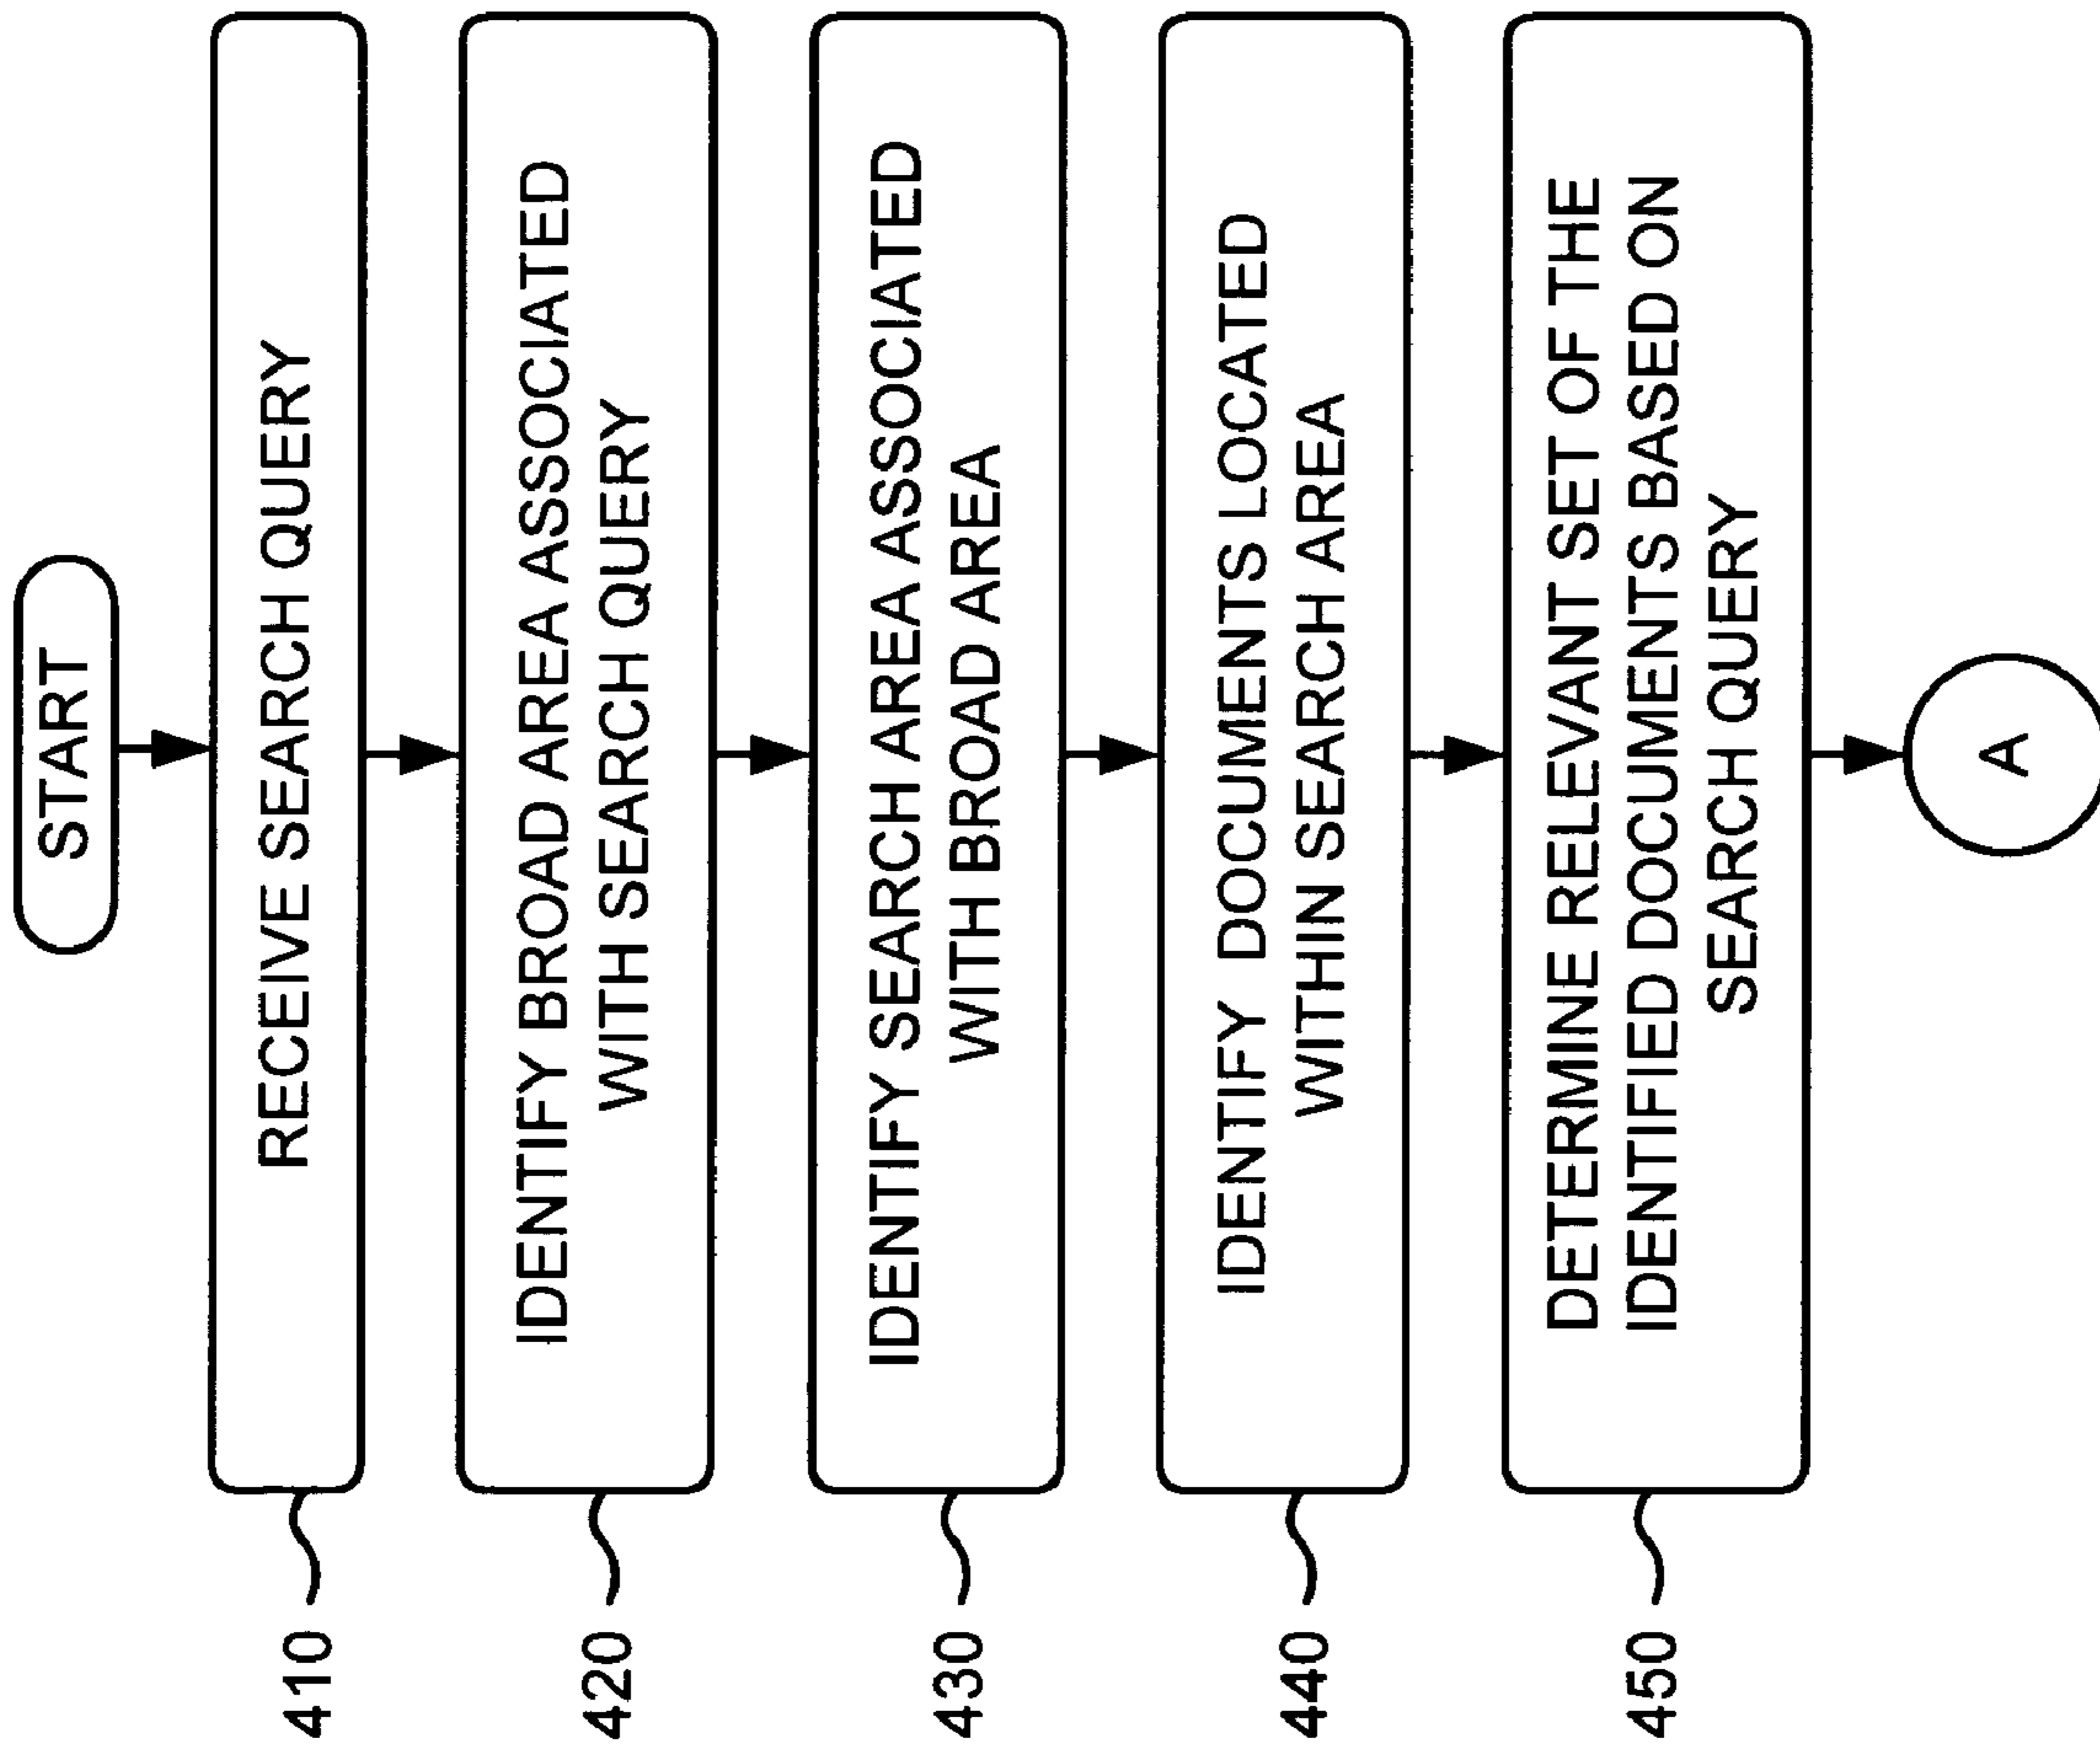 START
410
RECEIVE SEARCH QUERY
420
IDENTIFY BROAD AREA ASSOCIATED
WITH SEARCH QUERY
430
IDENTIFY SEARCH AREA ASSOCIATED
WITH BROAD AREA
440
IDENTIFY DOCUMENTS LOCATED
WITHIN SEARCH AREA
450
DETERMINE RELEVANT SET OF THE
IDENTIFIED DOCUMENTS BASED ON
SEARCH QUERY
A